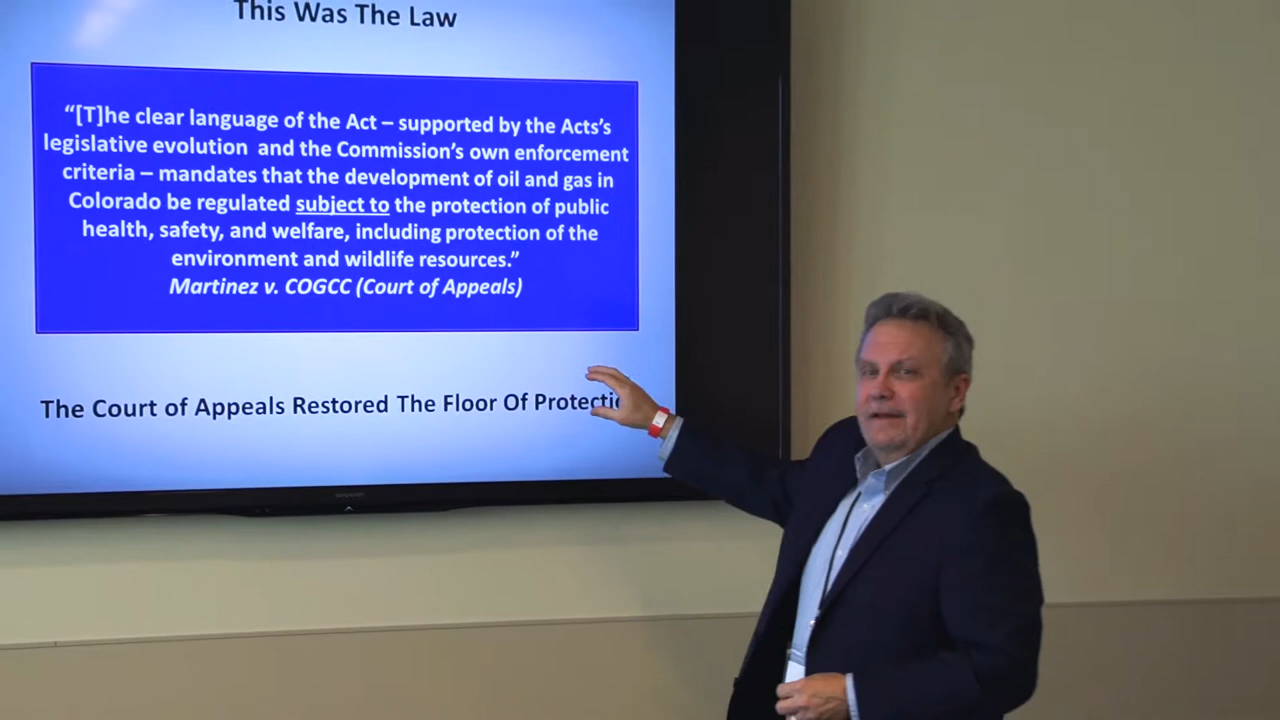 This Was The Law
“[T]he clear language of the Act – supported by the Acts’s
legislative evolution and the Commission’s own enforcement
criteria – mandates that the development of oil and gas in
Colorado be regulated subject to the protection of public
health, safety, and welfare, including protection of the
environment and wildlife resources.”
Martinez v. COGCC (Court of Appeals)
The Court of Appeals Restored The Floor Of Protecti
SHARP